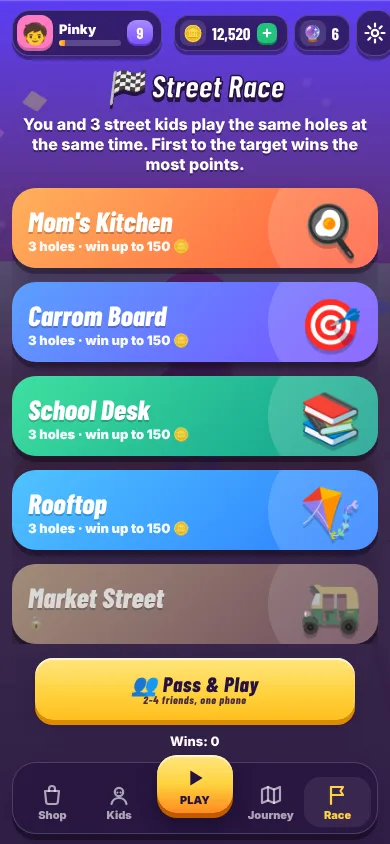 Pinky
9
12,520
+
6
Street Race
You and 3 street kids play the same holes at
the same time. First to the target wins the
most points.
Mom's Kitchen
3 holes · win up to 150
Carrom Board
3 holes · win up to 150
School Desk
3 holes · win up to 150
Rooftop
3 holes · win up to 150
Market Street
Pass & Play
2-4 friends, one phone
Wins: 0
Shop
Kids
PLAY
Journey
Race